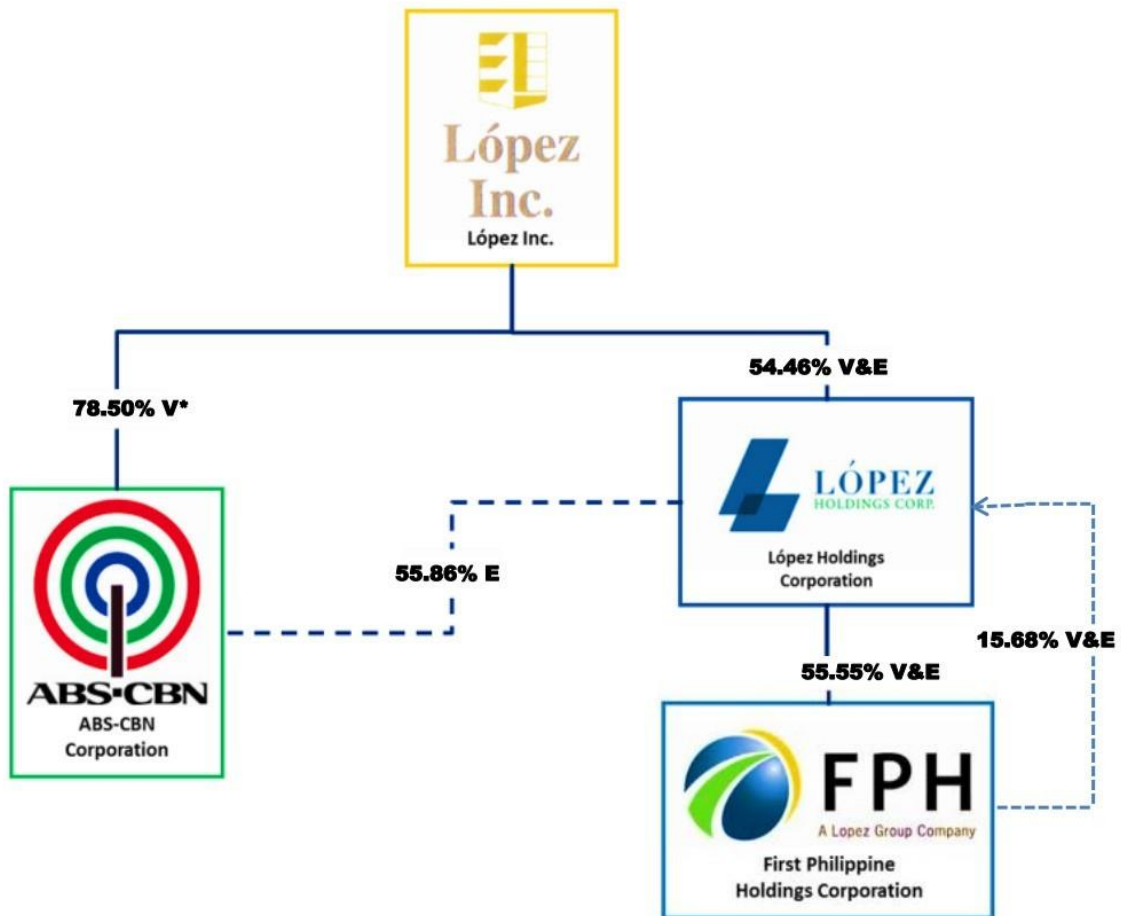 López
Inc.
López Inc.
54.46% V&E
78.50% V*
LÓPEZ
HOLDINGS CORP.
López Holdings
Corporation
55.86% E
15.68% V&E
55.55% V&E
ABS-CBN
ABS-CBN
Corporation
FPH
A Lopez Group Company
First Philippine
Holdings Corporation